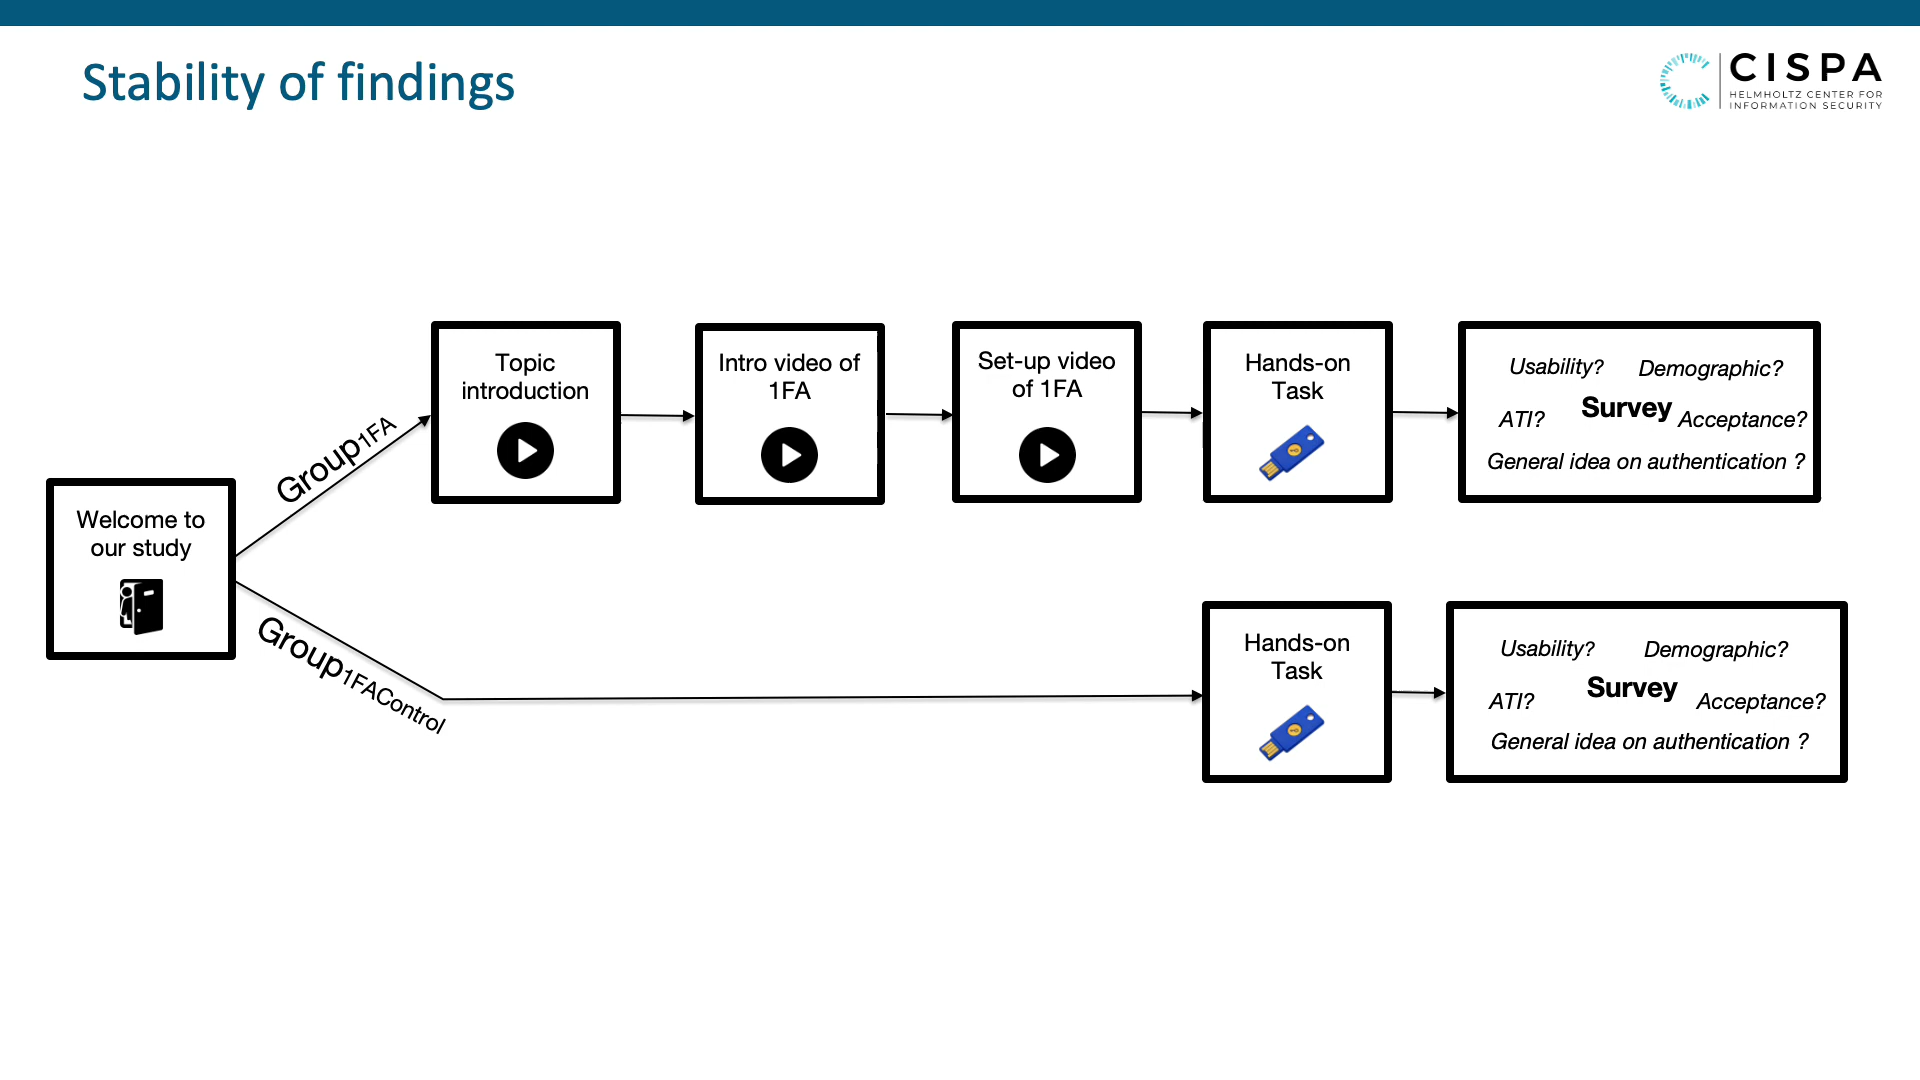 Stability of findings
CISPA
HELMHOLTZ CENTER FOR
INFORMATION SECURITY
Welcome to
our study
Group1FA
Topic
introduction
Intro video of
1FA
Set-up video
of 1FA
Hands-on
Task
Usability?
Demographic?
Survey
ATI?
Acceptance?
General idea on authentication ?
Group1FAControl
Hands-on
Task
Usability?
Demographic?
Survey
ATI?
Acceptance?
General idea on authentication ?